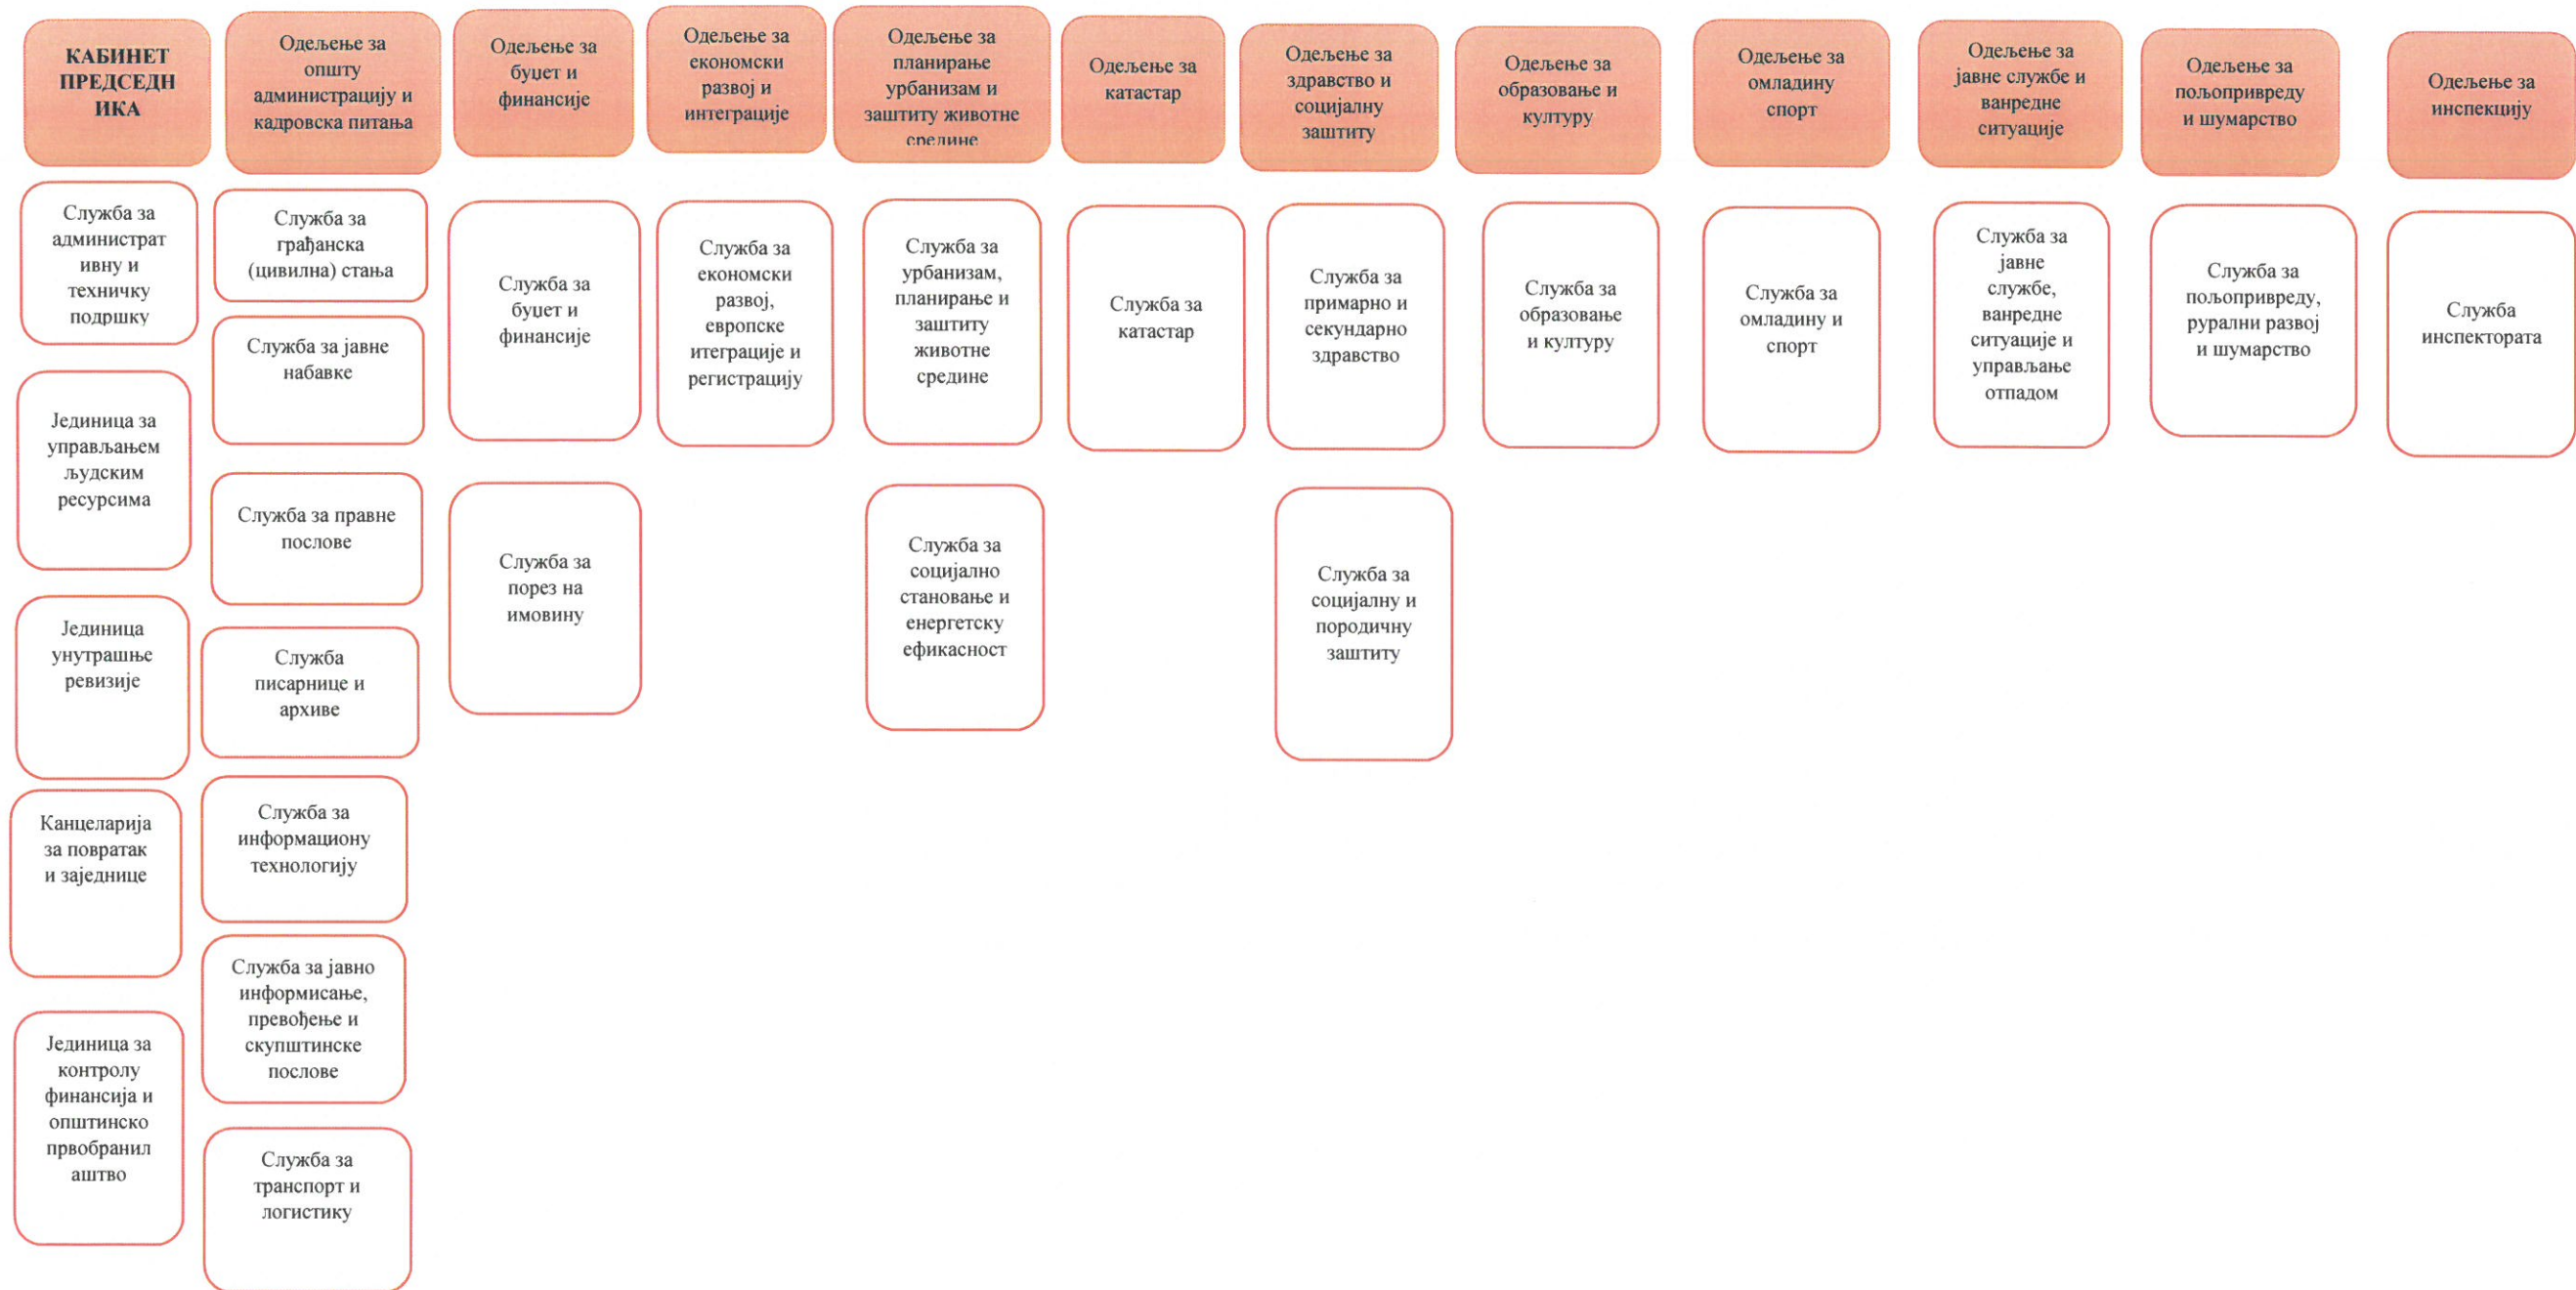 КАБИНЕТ
ПРЕДСЕДН
ИКА
Одељење за
општу
администрацију и
кадровска питања
Одељење за
буџет и
финансије
Одељење за
економски
развој и
интеграције
Одељење за
планирање
урбанизам и
заштиту животне
средине
Одељење за
катастар
Одељење за
здравство и
социјалну
заштиту
Одељење за
образовање и
културу
Одељење за
омладину
спорт
Одељење за
јавне службе и
ванредне
ситуације
Одељење за
пољопривреду
и шумарство
Одељење за
инспекцију
Служба за
администрат
ивну и
техничку
подршку
Јединица за
управљањем
људским
ресурсима
Јединица
унутрашње
ревизије
Канцеларија
за повратак
и заједнице
Јединица за
контролу
финансија и
општинско
првобранил
аштво
Служба за
грађанска
(цивилна) стања
Служба за јавне
набавке
Служба за правне
послове
Служба
писарнице и
архиве
Служба за
информациону
технологију
Служба за јавно
информисање,
превођење и
скупштинске
послове
Служба за
транспорт и
логистику
Служба за
буџет и
финансије
Служба за
порез на
имовину
Служба за
економски
развој,
европске
итеграције и
регистрацију
Служба за
урбанизам,
планирање и
заштиту
животне
средине
Служба за
социјално
становање и
енергетску
ефикасност
Служба за
катастар
Служба за
примарно и
секундарно
здравство
Служба за
социјалну и
породичну
заштиту
Служба за
образовање
и културу
Служба за
омладину и
спорт
Служба за
јавне
службе,
ванредне
ситуације и
управљање
отпадом
Служба за
пољопривреду,
рурални развој
и шумарство
Служба
инспектората